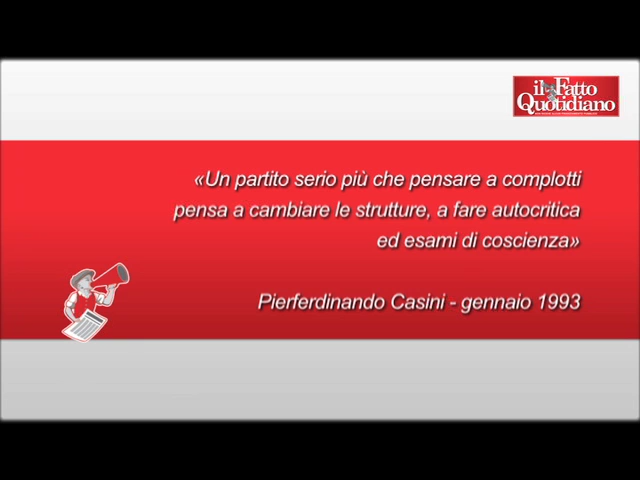 il Fatto
Quotidiano
«Un partito serio più che pensare a complotti
pensa a cambiare le strutture, a fare autocritica
ed esami di coscienza»
Pierferdinando Casini - gennaio 1993